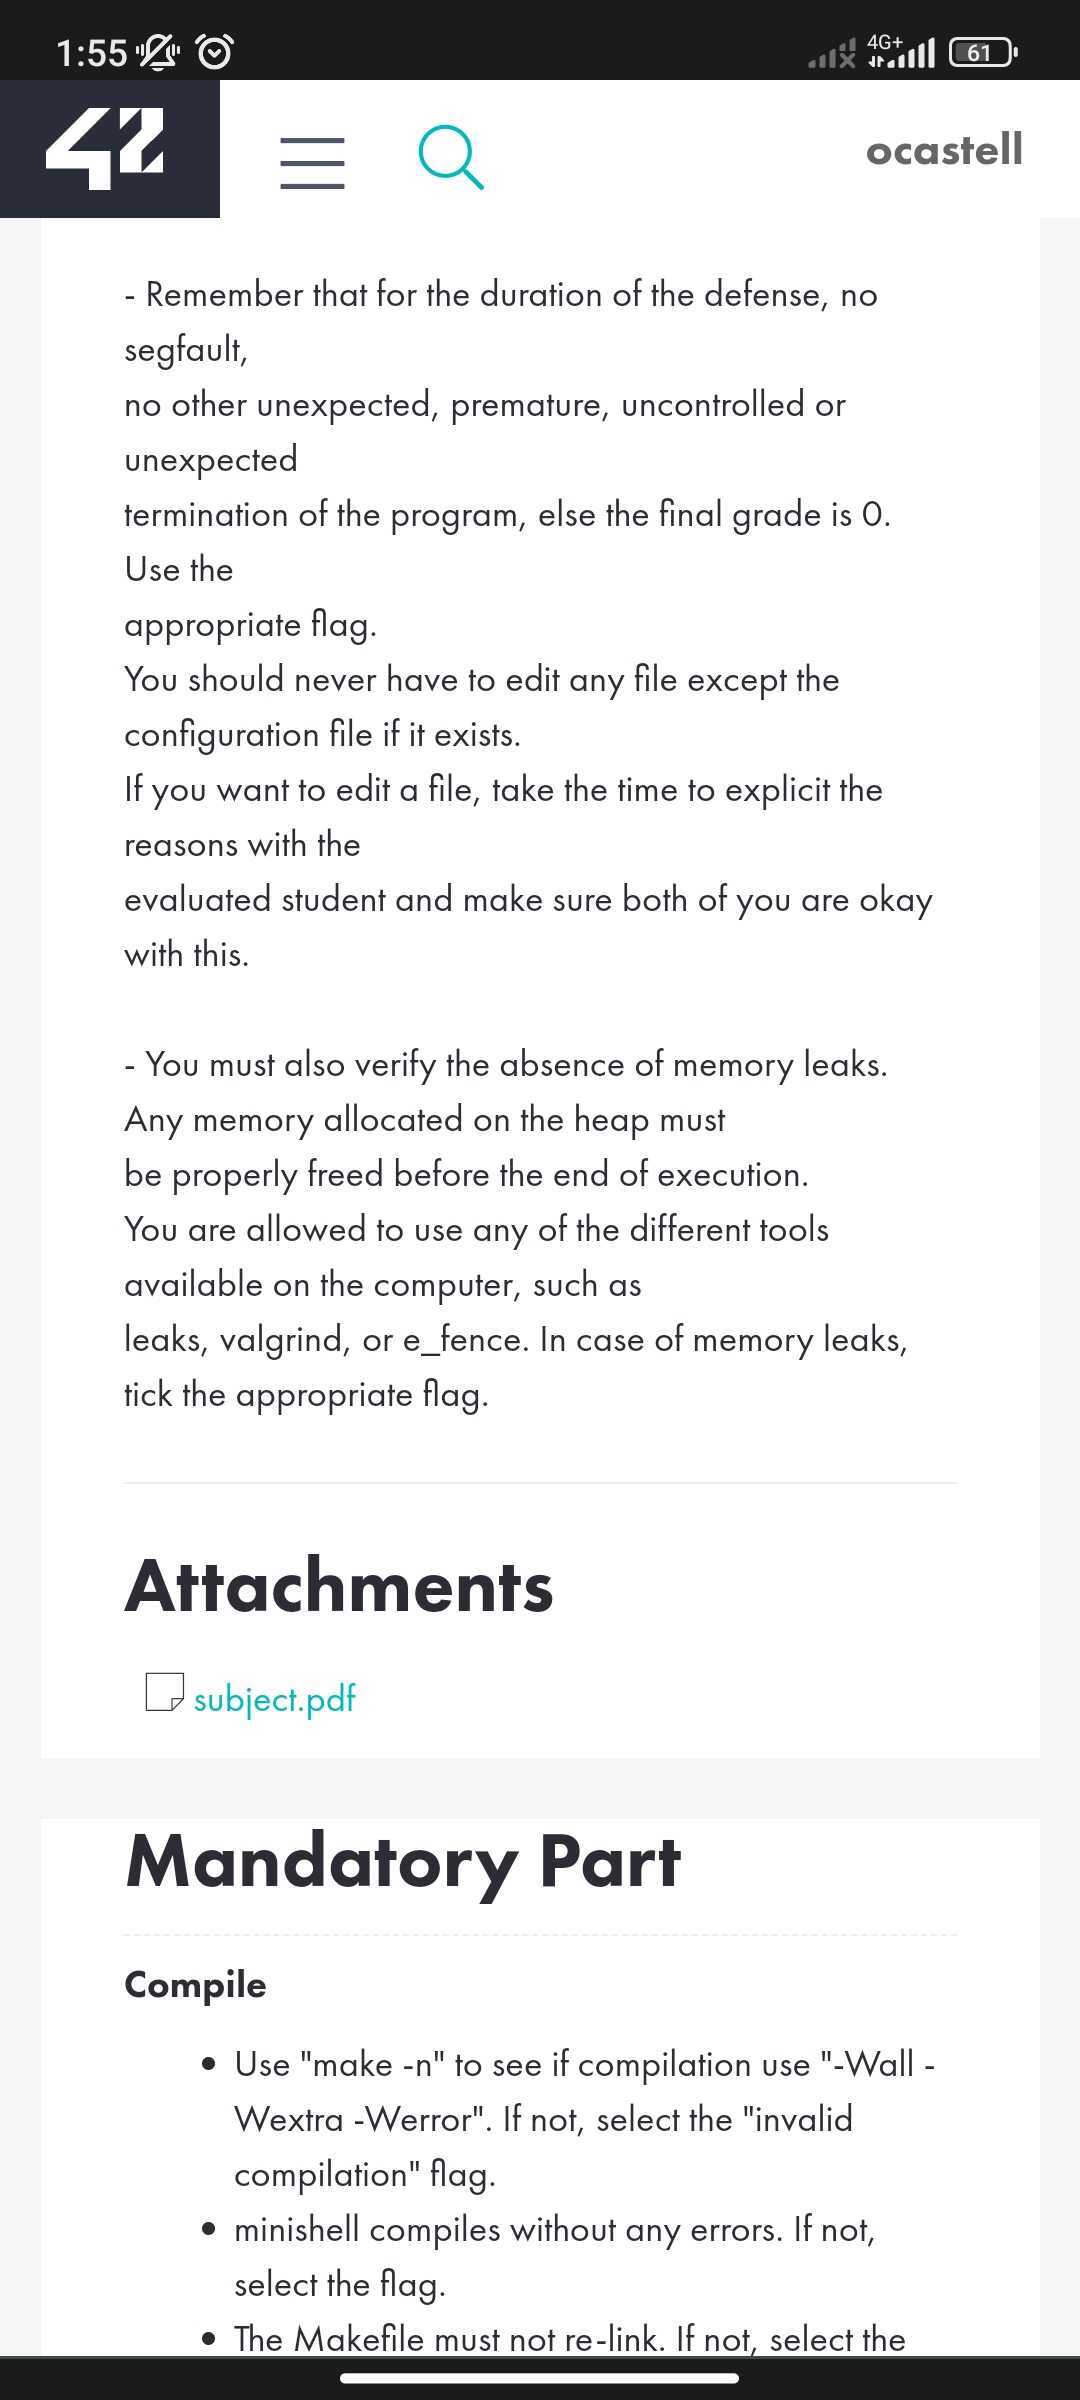 1:55
4G+
61
42
ocastell
- Remember that for the duration of the defense, no
segfault,
no other unexpected, premature, uncontrolled or
unexpected
termination of the program, else the final grade is 0.
Use the
appropriate flag.
You should never have to edit any file except the
configuration file if it exists.
If you want to edit a file, take the time to explicit the
reasons with the
evaluated student and make sure both of you are okay
with this.
- You must also verify the absence of memory leaks.
Any memory allocated on the heap must
be properly freed before the end of execution.
You are allowed to use any of the different tools
available on the computer, such as
leaks, valgrind, or e_fence. In case of memory leaks,
tick the appropriate flag.
Attachments
subject.pdf
Mandatory Part
Compile
• Use "make -n" to see if compilation use "-Wall -
Wextra -Werror". If not, select the "invalid
compilation" flag.
• minishell compiles without any errors. If not,
select the flag.
• The Makefile must not re-link. If not, select the